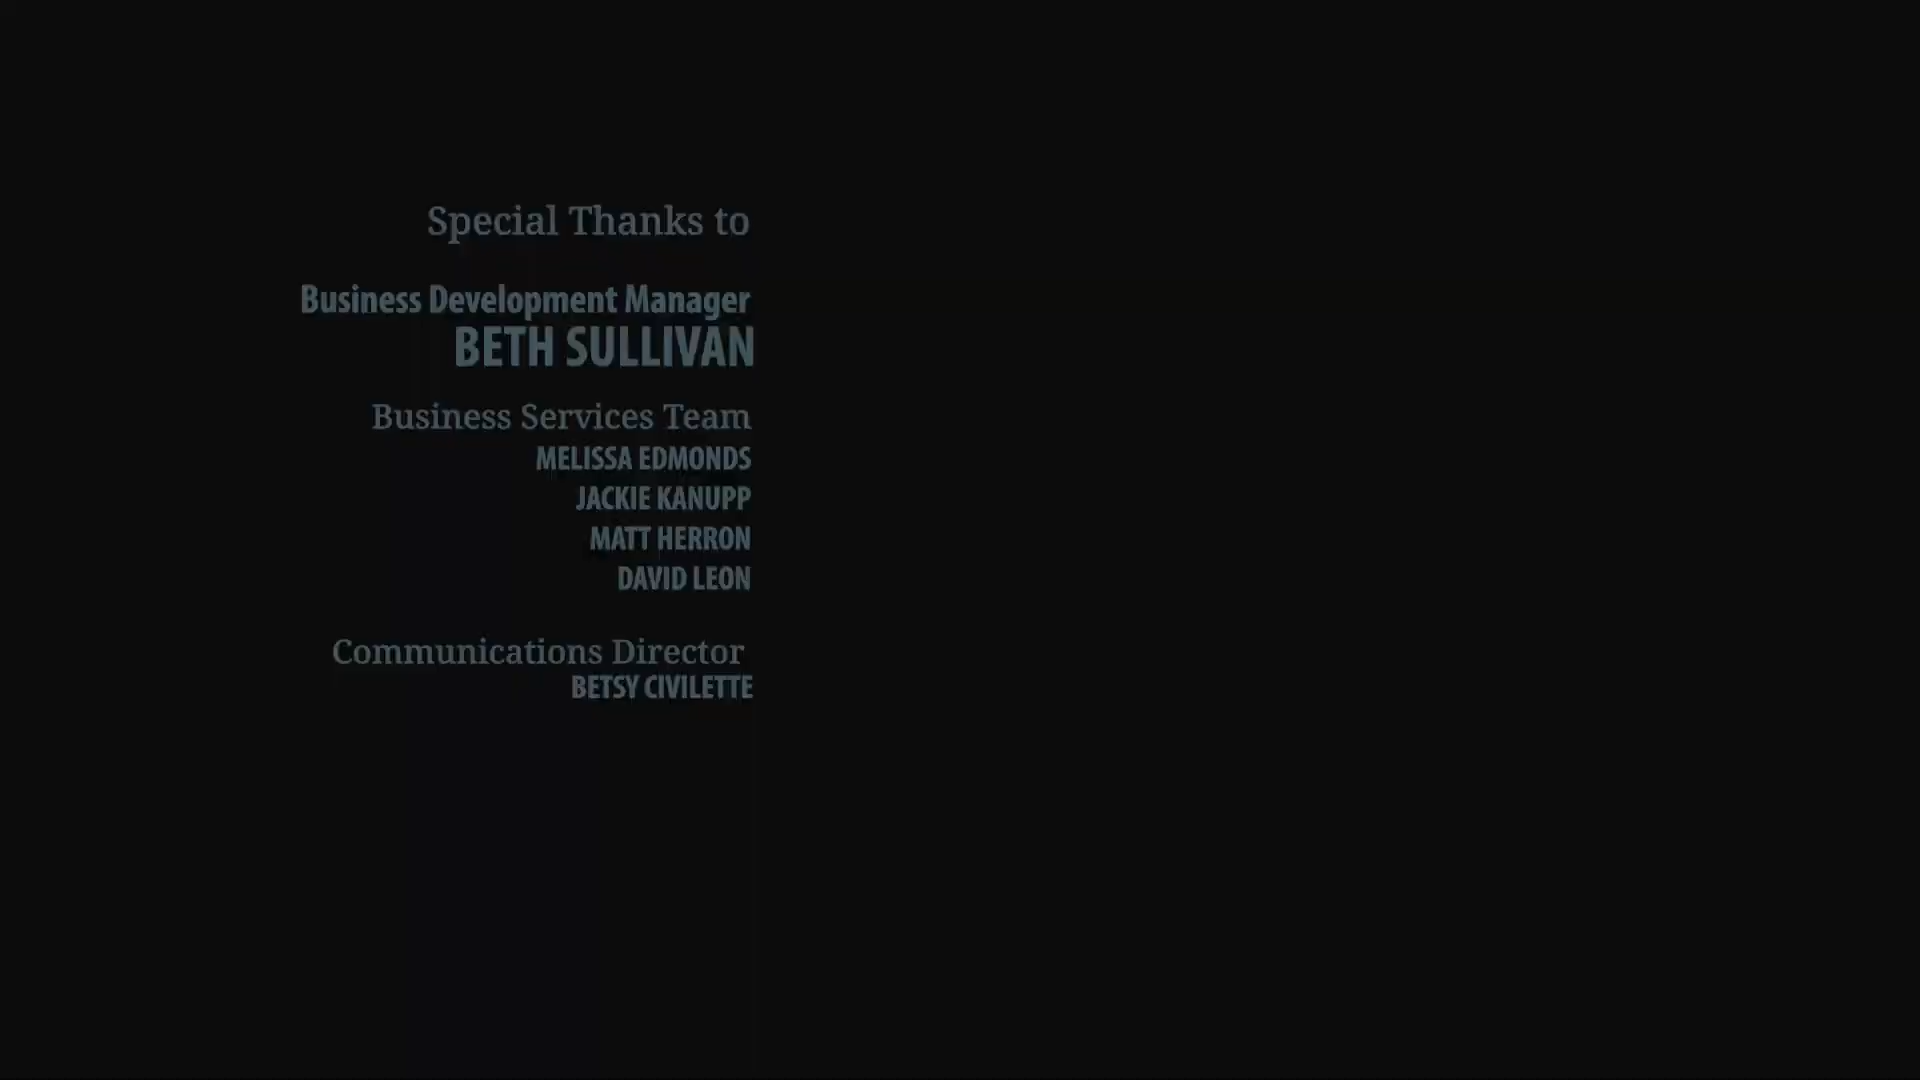 Special Thanks to
Business Development Manager
BETH SULLIVAN
Business Services Team
MELISSA EDMONDS
JACKIE KANUPP
MATT HERRON
DAVID LEON
Communications Director
BETSY CIVILETTE